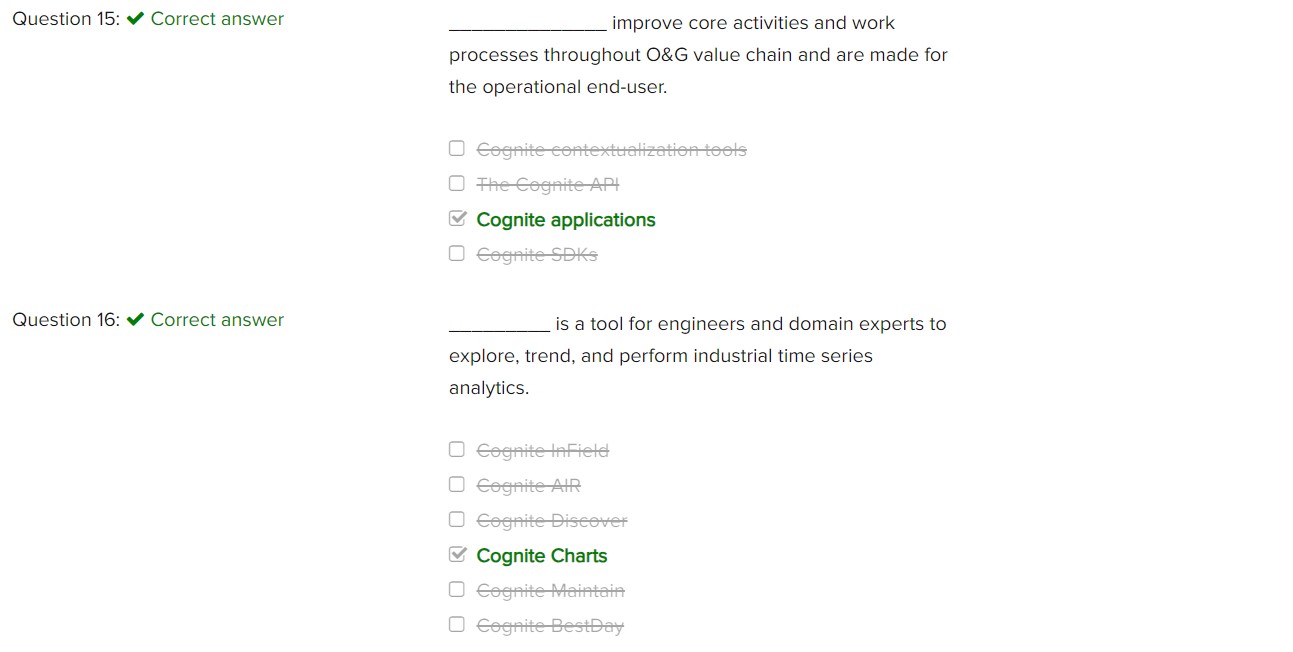 Question 15: ✔ Correct answer
______________ improve core activities and work
processes throughout O&G value chain and are made for
the operational end-user.
Cognite contextualization tools
The Cognite API
Cognite applications
Cognite SDKs
Question 16: ✔ Correct answer
_________ is a tool for engineers and domain experts to
explore, trend, and perform industrial time series
analytics.
Cognite InField
Cognite AIR
Cognite Discover
Cognite Charts
Cognite Maintain
Cognite BestDay